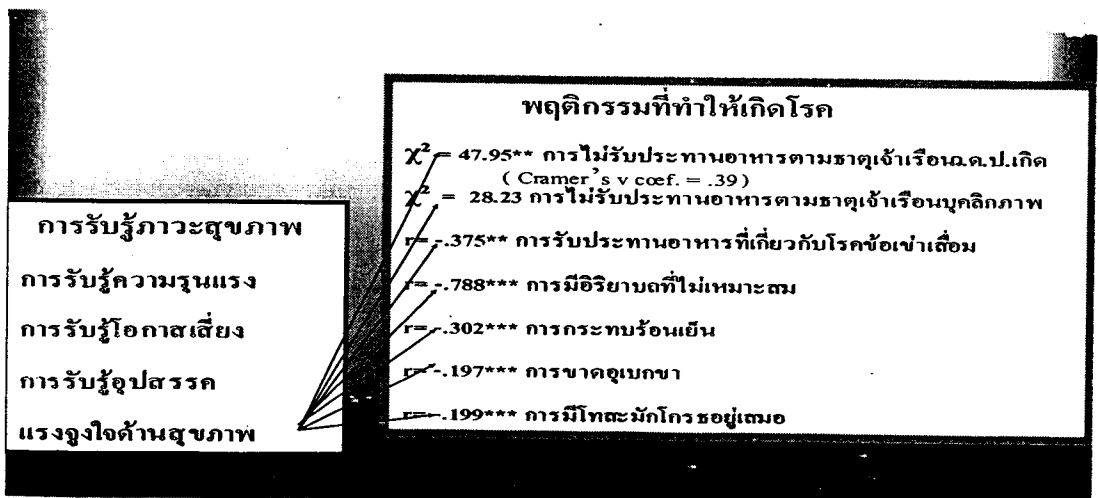 พฤติกรรมที่ทำให้เกิดโรค
χ² = 47.95** การไม่รับประทานอาหารตามธาตุเจ้าเรือนว.ด.ป.เกิด
( Cramer's v coef. = .39 )
χ² = 28.23 การไม่รับประทานอาหารตามธาตุเจ้าเรือนบุคลิกภาพ
r= -.375** การรับประทานอาหารที่เกี่ยวกับโรคข้อเข่าเสื่อม
r= -.788*** การมีอิริยาบถที่ไม่เหมาะสม
r= -.302*** การกระทบร้อนเย็น
r= -.197*** การขาดอุเบกขา
r= -.199*** การมีโทสะมักโกรธอยู่เสมอ
การรับรู้ภาวะสุขภาพ
การรับรู้ความรุนแรง
การรับรู้โอกาสเสี่ยง
การรับรู้อุปสรรค
แรงจูงใจด้านสุขภาพ